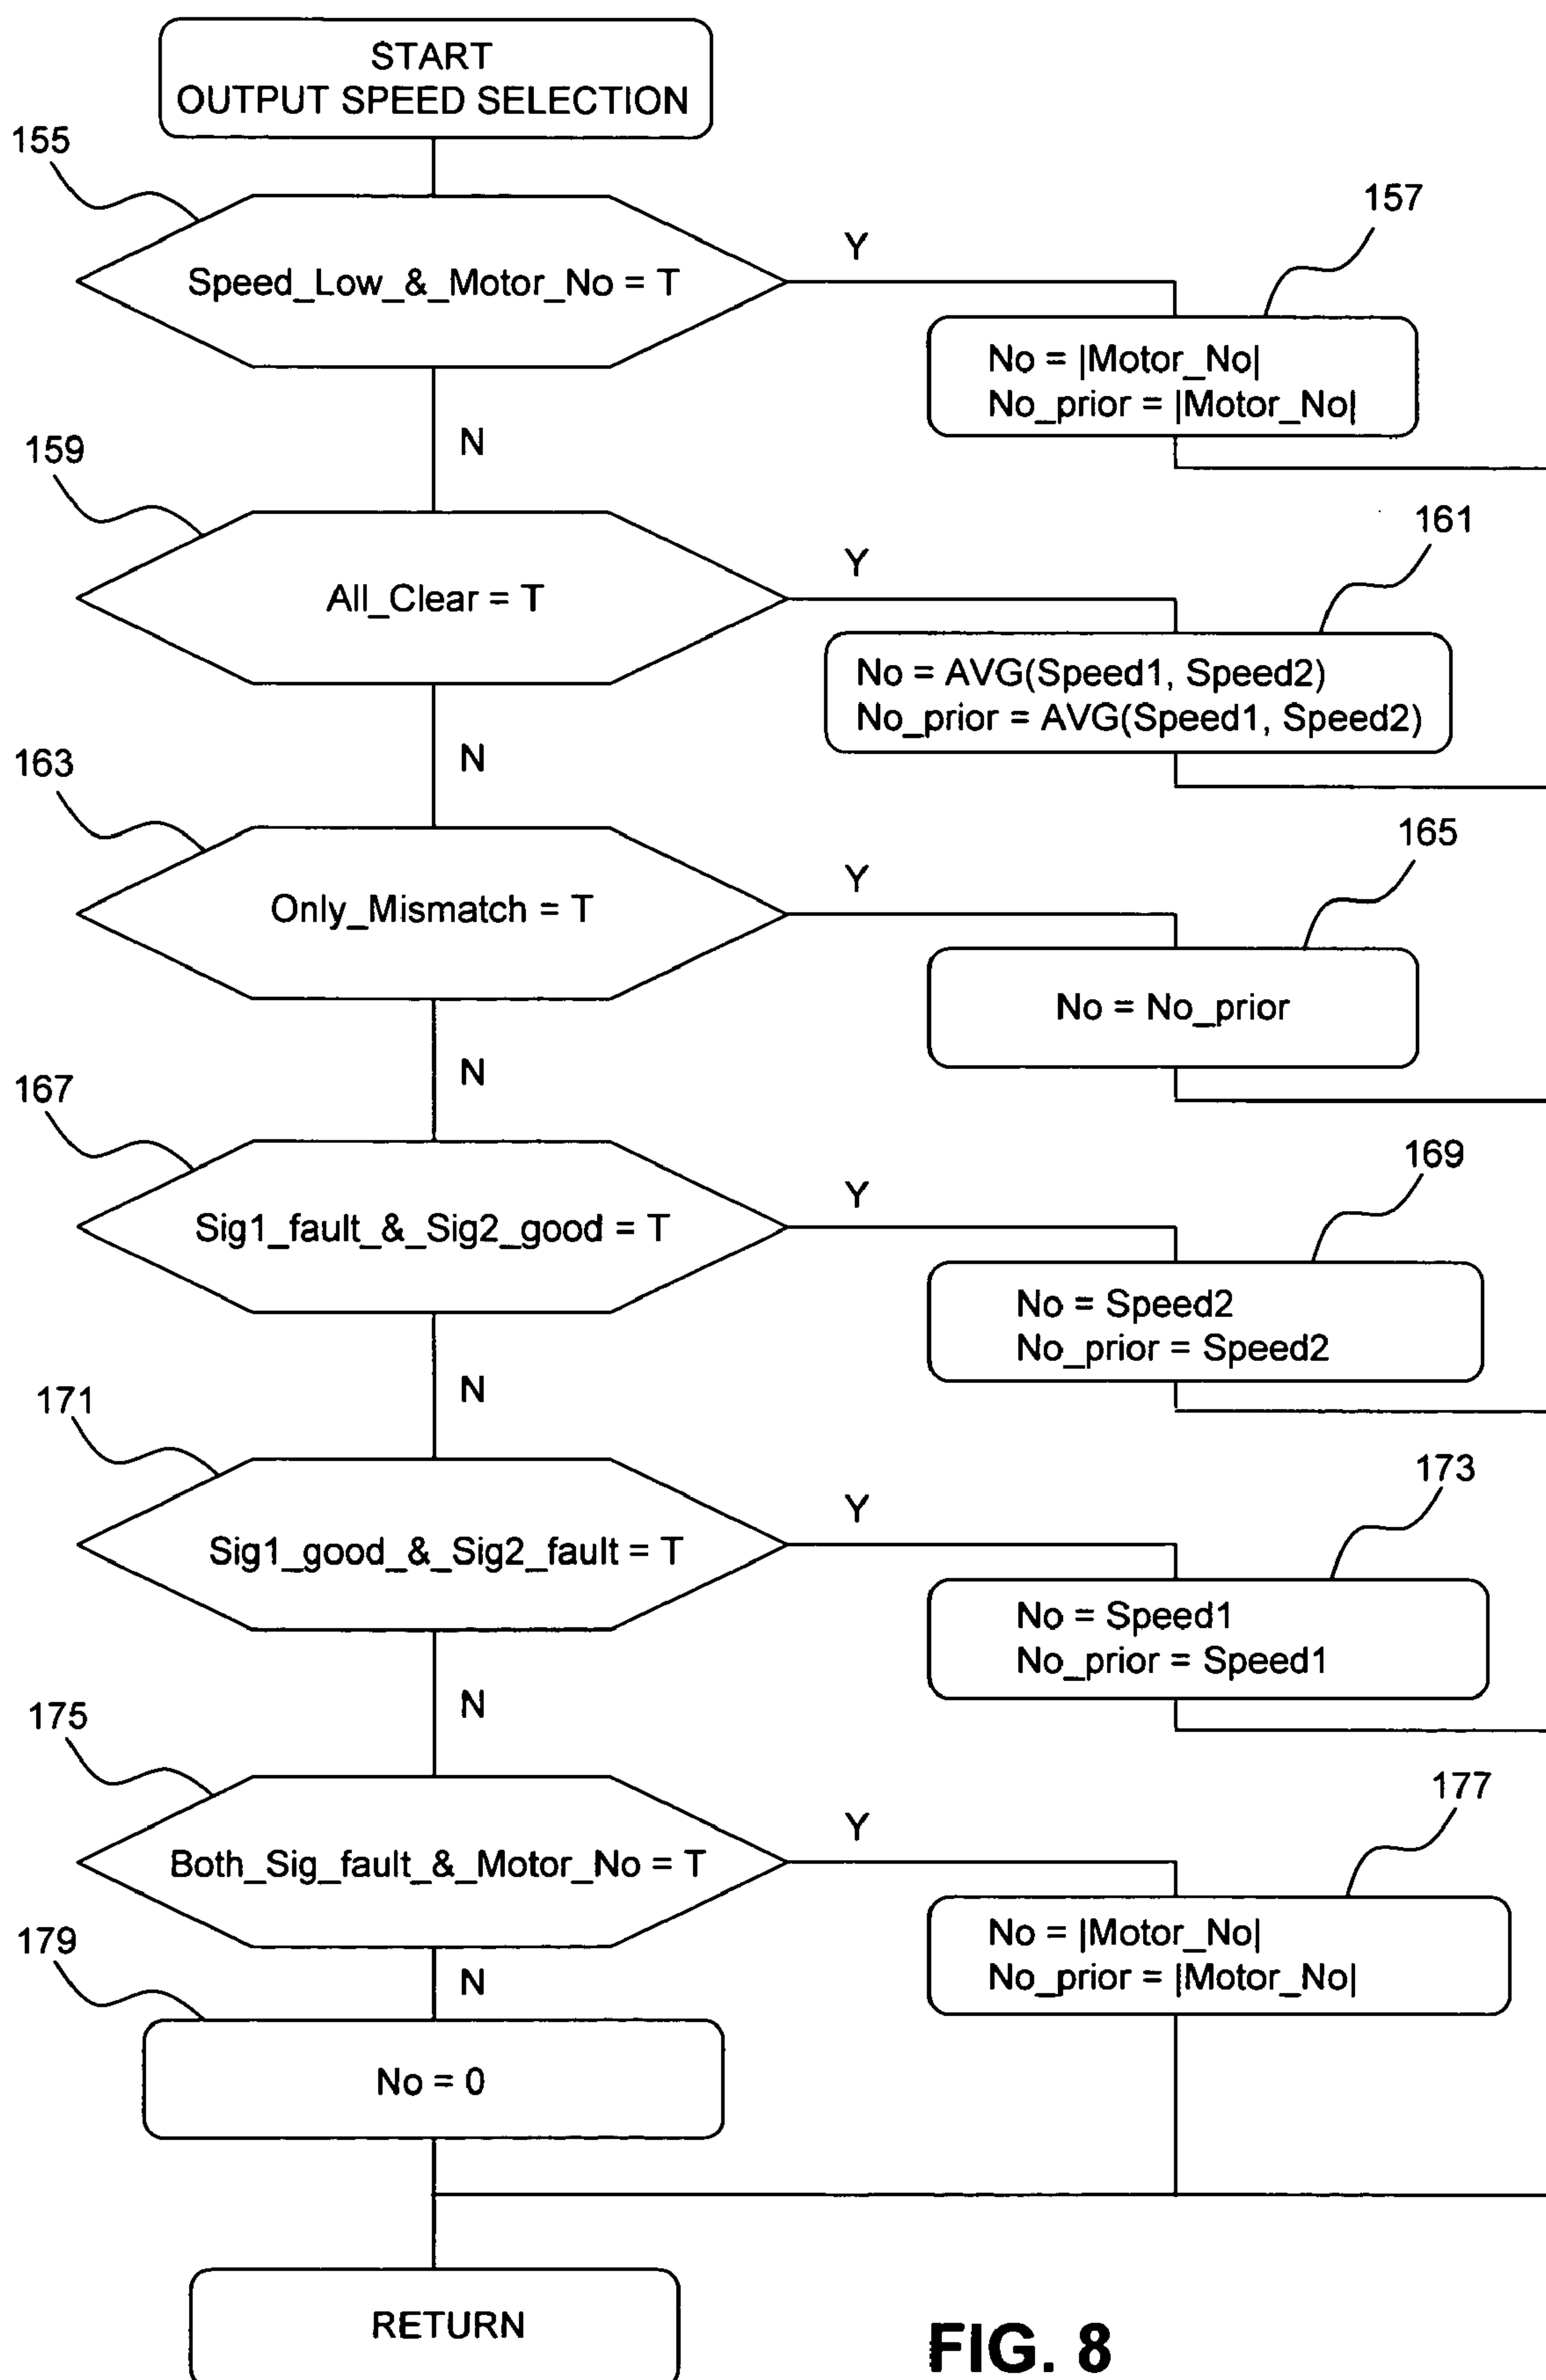 START
OUTPUT SPEED SELECTION
155
Speed_Low_&_Motor_No = T
Y
157
No = |Motor_No|
No_prior = |Motor_No|
N
159
All_Clear = T
Y
161
No = AVG(Speed1, Speed2)
No_prior = AVG(Speed1, Speed2)
N
163
Only_Mismatch = T
Y
165
No = No_prior
N
167
Sig1_fault_&_Sig2_good = T
Y
169
No = Speed2
No_prior = Speed2
N
171
Sig1_good_&_Sig2_fault = T
Y
173
No = Speed1
No_prior = Speed1
N
175
Both_Sig_fault_&_Motor_No = T
Y
177
No = |Motor_No|
No_prior = |Motor_No|
N
179
No = 0
RETURN
FIG. 8